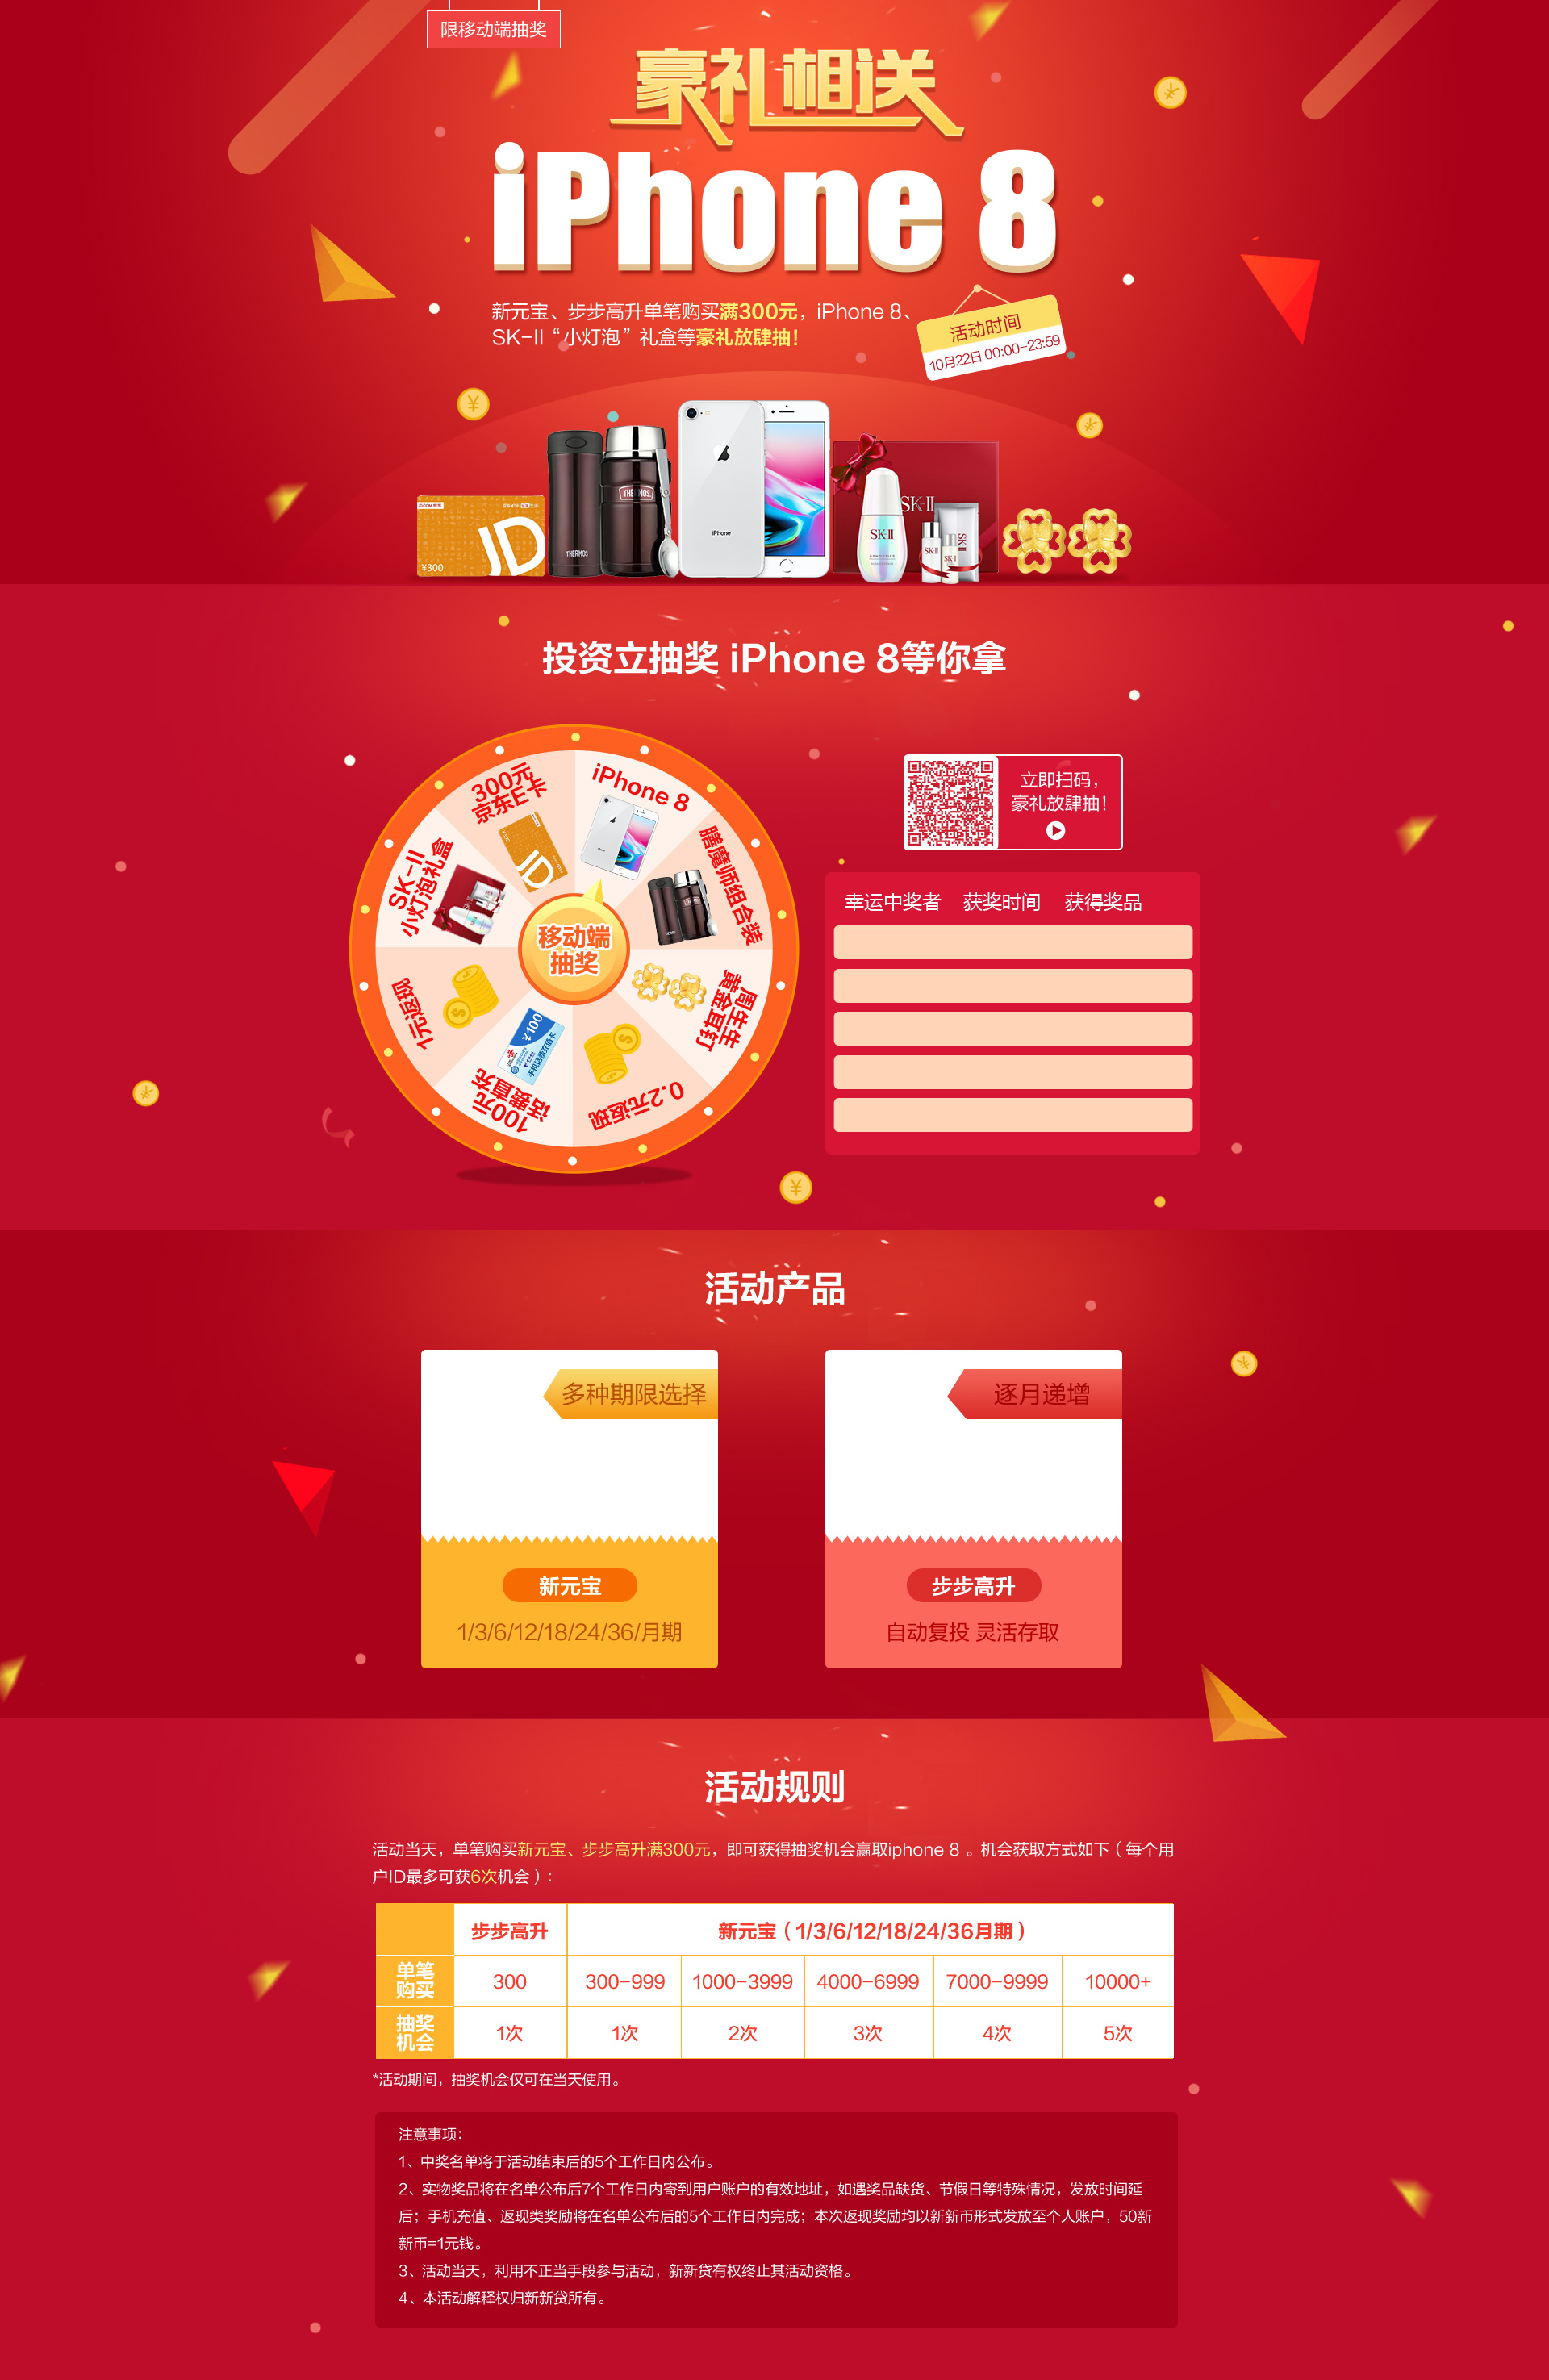 限移动端抽奖
豪礼相送
iPhone 8
新元宝、步步高升单笔购买满300元，iPhone 8、
SK-II“小灯泡”礼盒等豪礼放肆抽！
活动时间
10月22日 00:00-23:59
¥300
JD
THERMOS
THERMOS
iPhone
SK-II
SK-II
SK-II
SK-II
SK-II
投资立抽奖 iPhone 8等你拿
300元
京东E卡
iPhone 8
膳魔师组合装
周生生
黄金耳钉
0.2元返现
100元
话费直充
¥100
手机话费充值卡
1元返现
SK-II
小灯泡礼盒
移动端
抽奖
立即扫码，
豪礼放肆抽！
幸运中奖者 获奖时间 获得奖品
活动产品
多种期限选择
新元宝
1/3/6/12/18/24/36/月期
逐月递增
步步高升
自动复投 灵活存取
活动规则
活动当天，单笔购买新元宝、步步高升满300元，即可获得抽奖机会赢取iphone 8 。机会获取方式如下（每个用
户ID最多可获6次机会）：
步步高升 新元宝（1/3/6/12/18/24/36月期）
单笔
购买
300 300-999 1000-3999 4000-6999 7000-9999 10000+
抽奖
机会
1次 1次 2次 3次 4次 5次
*活动期间，抽奖机会仅可在当天使用。
注意事项：
1、中奖名单将于活动结束后的5个工作日内公布。
2、实物奖品将在名单公布后7个工作日内寄到用户账户的有效地址，如遇奖品缺货、节假日等特殊情况，发放时间延
后；手机充值、返现类奖励将在名单公布后的5个工作日内完成；本次返现奖励均以新新币形式发放至个人账户，50新
新币=1元钱。
3、活动当天，利用不正当手段参与活动，新新贷有权终止其活动资格。
4、本活动解释权归新新贷所有。